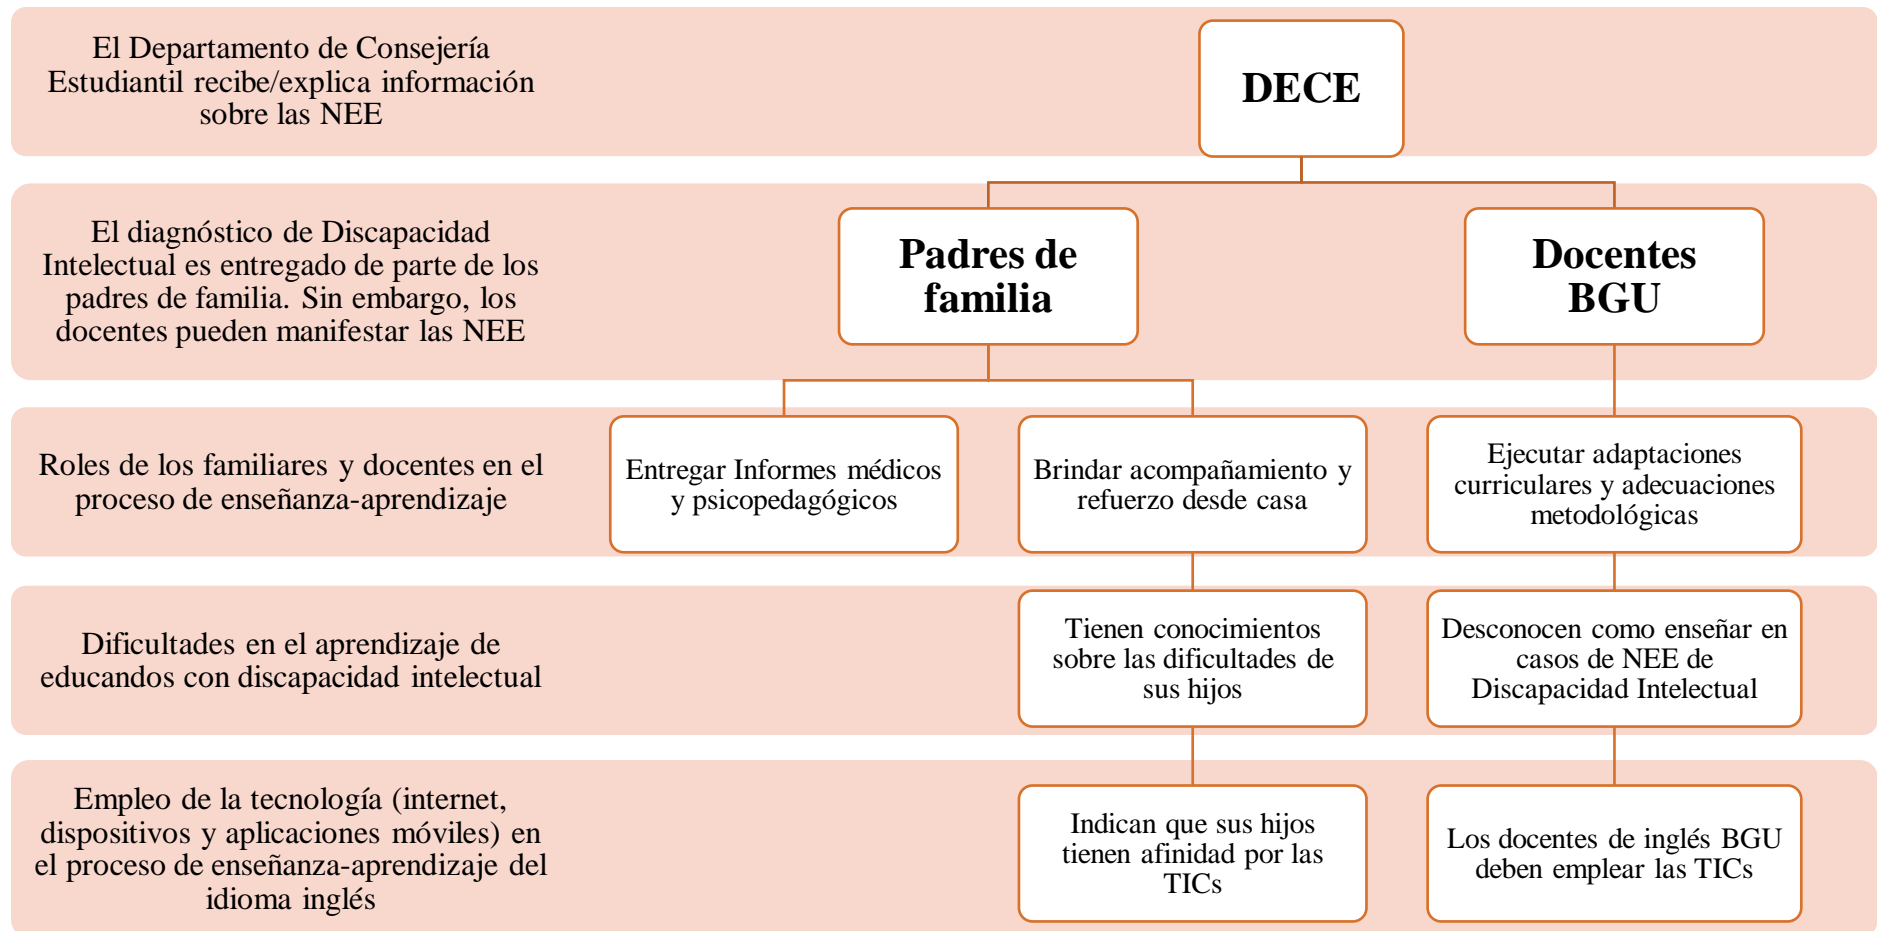 El Departamento de Consejería
Estudiantil recibe/explica información
sobre las NEE
DECE
El diagnóstico de Discapacidad
Intelectual es entregado de parte de los
padres de familia. Sin embargo, los
docentes pueden manifestar las NEE
Padres de
familia
Docentes
BGU
Roles de los familiares y docentes en el
proceso de enseñanza-aprendizaje
Entregar Informes médicos
y psicopedagógicos
Brindar acompañamiento y
refuerzo desde casa
Ejecutar adaptaciones
curriculares y adecuaciones
metodológicas
Dificultades en el aprendizaje de
educandos con discapacidad intelectual
Tienen conocimientos
sobre las dificultades de
sus hijos
Desconocen como enseñar en
casos de NEE de
Discapacidad Intelectual
Empleo de la tecnología (internet,
dispositivos y aplicaciones móviles) en
el proceso de enseñanza-aprendizaje del
idioma inglés
Indican que sus hijos
tienen afinidad por las
TICs
Los docentes de inglés BGU
deben emplear las TICs